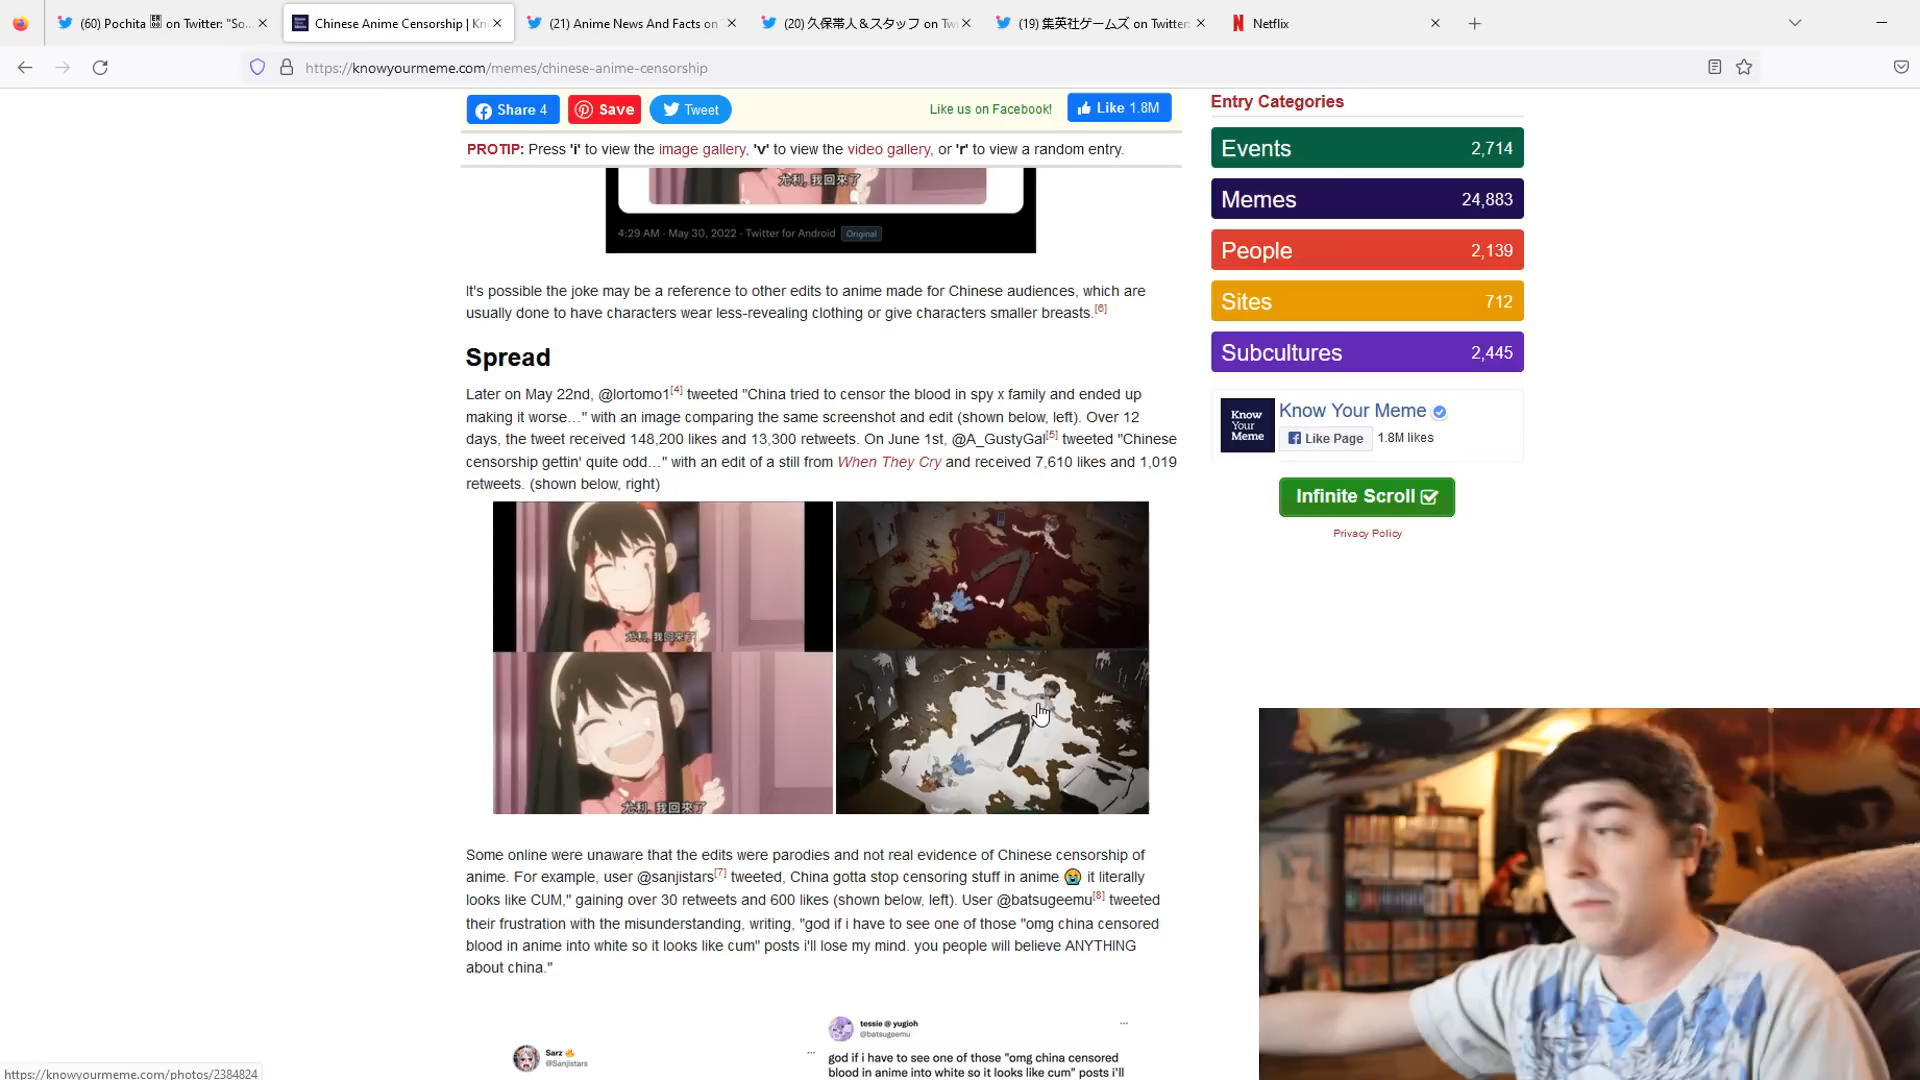 (60) Pochita
on Twitter: "So...
Chinese Anime Censorship | Kn
(21) Anime News And Facts on
(20) 久保帯人＆スタッフ on Tw
(19) 集英社ゲームズ on Twitter:
Netflix
https://knowyourmeme.com/memes/chinese-anime-censorship
Share 4
Save
Tweet
Like us on Facebook!
Like 1.8M
PROTIP: Press 'i' to view the image gallery, 'v' to view the video gallery, or 'r' to view a random entry.
尤利, 我回來了
4:29 AM · May 30, 2022 · Twitter for Android Original
It's possible the joke may be a reference to other edits to anime made for Chinese audiences, which are
usually done to have characters wear less-revealing clothing or give characters smaller breasts.[6]
Spread
Later on May 22nd, @lortomo1[4] tweeted "China tried to censor the blood in spy x family and ended up
making it worse..." with an image comparing the same screenshot and edit (shown below, left). Over 12
days, the tweet received 148,200 likes and 13,300 retweets. On June 1st, @A_GustyGal[5] tweeted "Chinese
censorship gettin' quite odd..." with an edit of a still from When They Cry and received 7,610 likes and 1,019
retweets. (shown below, right)
尤利, 我回來了
尤利, 我回來了
Some online were unaware that the edits were parodies and not real evidence of Chinese censorship of
anime. For example, user @sanjistars[7] tweeted, China gotta stop censoring stuff in anime 😭 it literally
looks like CUM," gaining over 30 retweets and 600 likes (shown below, left). User @batsugeemu[8] tweeted
their frustration with the misunderstanding, writing, "god if i have to see one of those "omg china censored
blood in anime into white so it looks like cum" posts i'll lose my mind. you people will believe ANYTHING
about china."
Sarz 🔥
@Sanjistars
tessie @ yugioh
@batsugeemu
god if i have to see one of those "omg china censored
blood in anime into white so it looks like cum" posts i'll
Entry Categories
Events 2,714
Memes 24,883
People 2,139
Sites 712
Subcultures 2,445
Know
Your
Meme
Know Your Meme
Like Page
1.8M likes
Infinite Scroll
Privacy Policy
https://knowyourmeme.com/photos/2384824